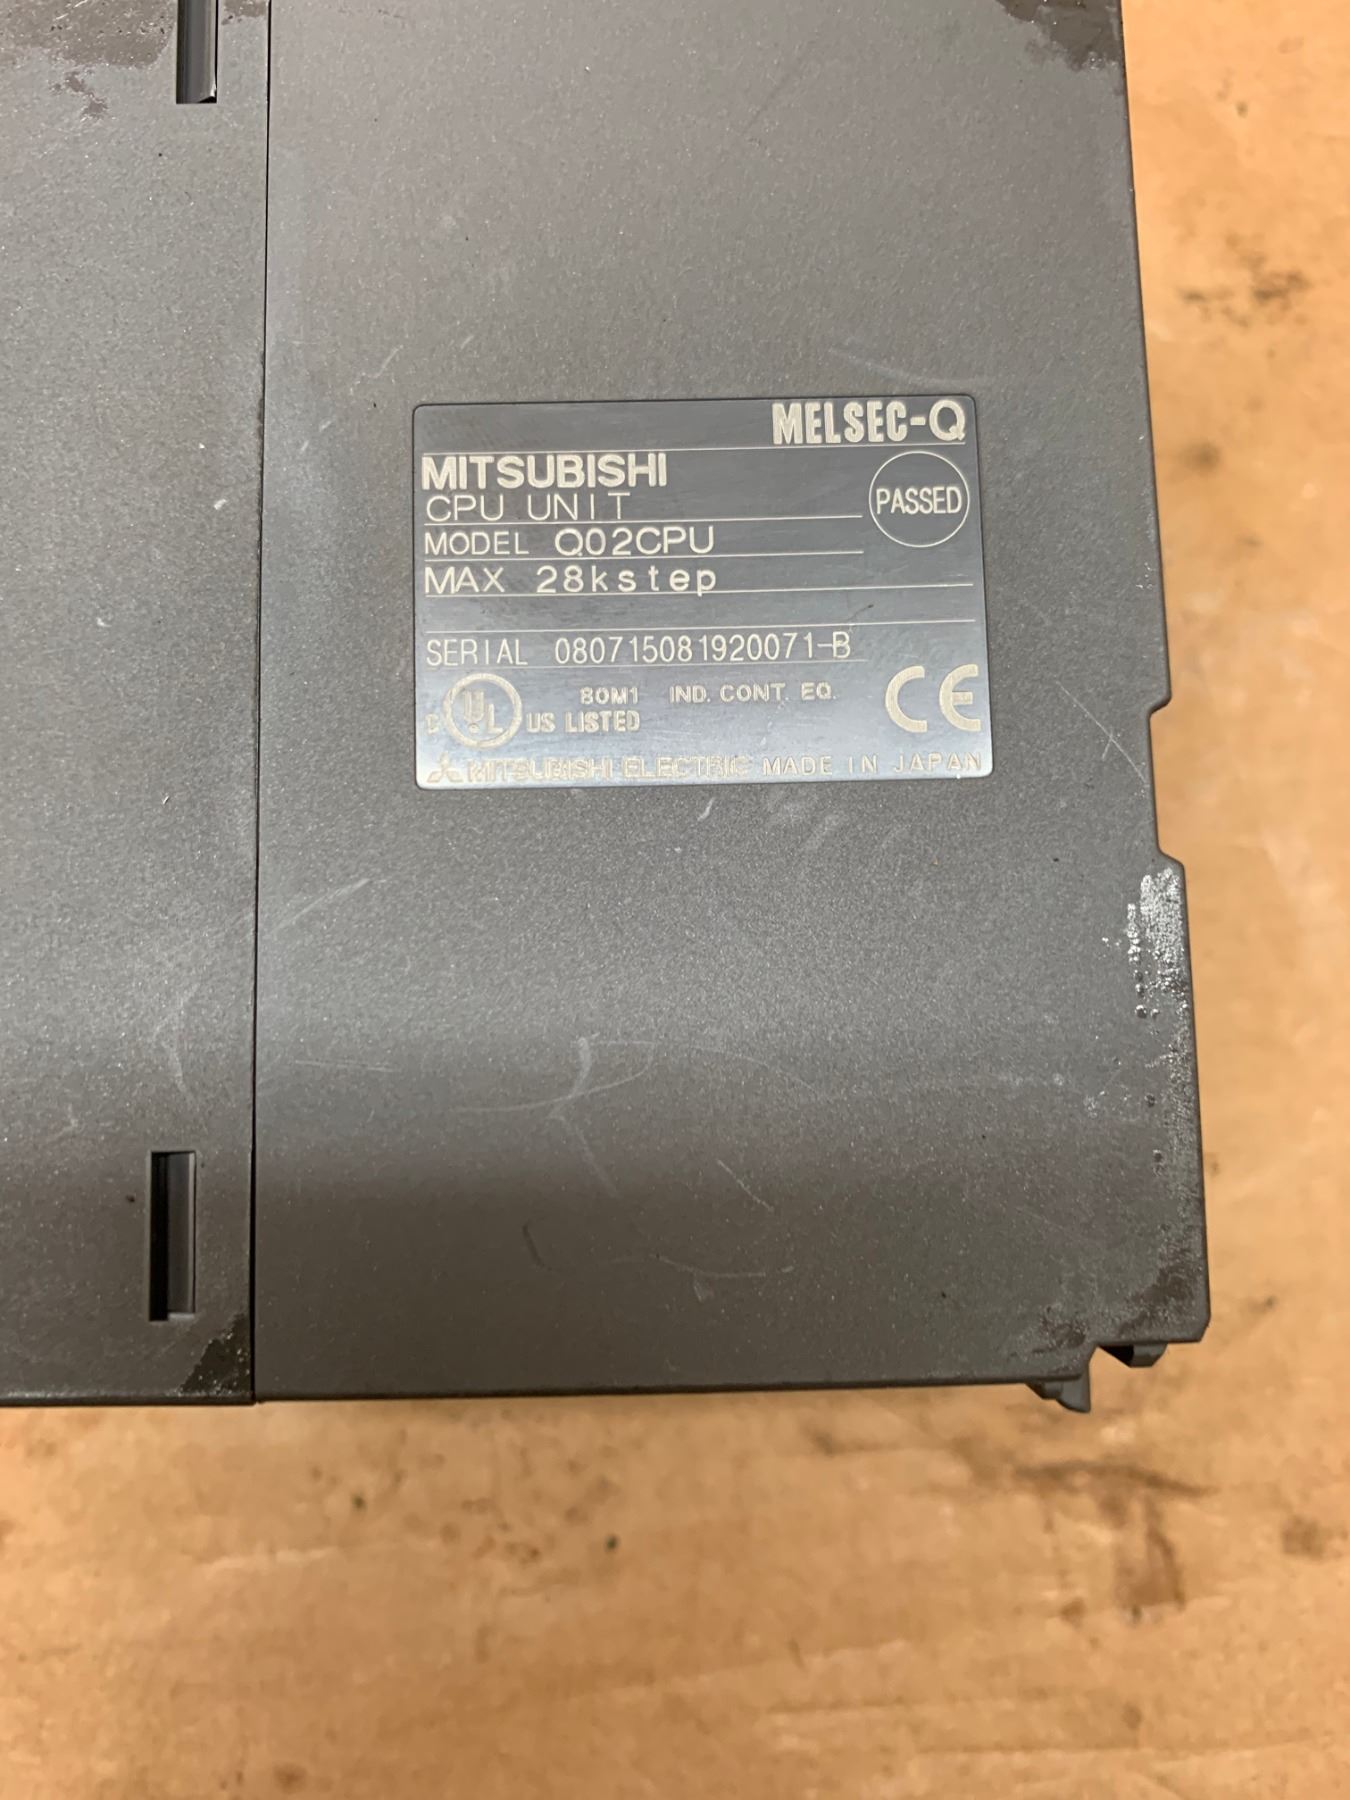 MELSEC-Q
MITSUBISHI
CPU UNIT
PASSED
MODEL Q02CPU
MAX 28kstep
SERIAL 080715081920071-B
C UL US LISTED 80M1 IND. CONT. EQ.
CE
MITSUBISHI ELECTRIC MADE IN JAPAN